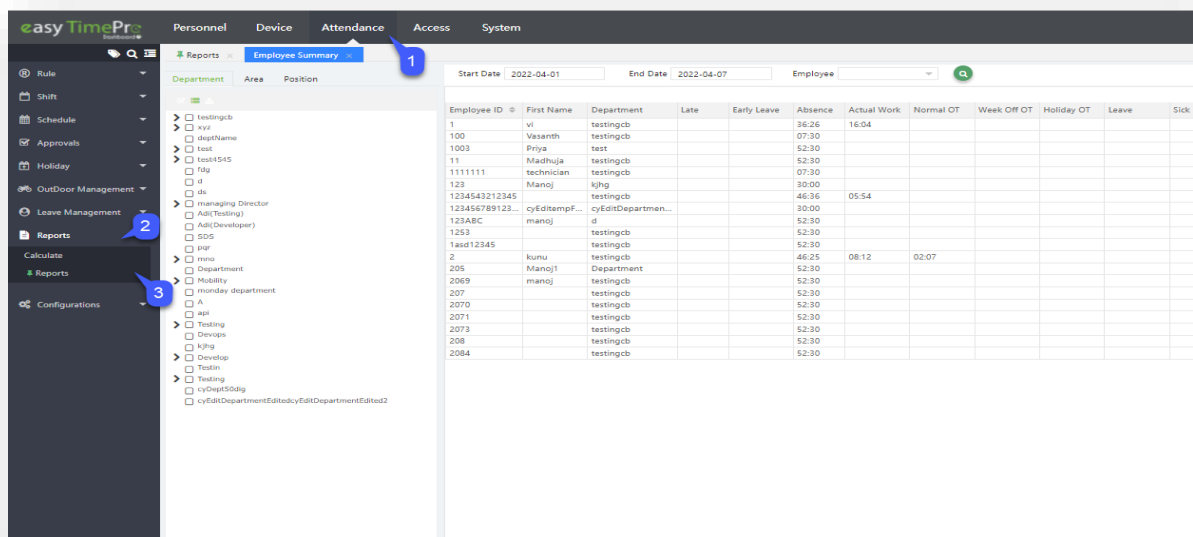 easy TimePro Personnel Device Attendance Access System
Dashboard
Reports × Employee Summary ×
1
Rule
Shift
Schedule
Approvals
Holiday
OutDoor Management
Leave Management
2
Reports
Calculate
Reports
3
Configurations
Department Area Position
testingcb
xyz
deptName
test
test4545
fdg
d
ds
managing Director
Adi(Testing)
Adi(Developer)
SDS
pqr
mno
Department
Mobility
monday department
A
api
Testing
Devops
kjhg
Develop
Testin
Testing
cyDept50dig
cyEditDepartmentEditedcyEditDepartmentEdited2
Start Date 2022-04-01 End Date 2022-04-07 Employee
Employee ID First Name Department Late Early Leave Absence Actual Work Normal OT Week Off OT Holiday OT Leave Sick
1 vi testingcb 36:26 16:04
100 Vasanth testingcb 07:30
1003 Priya test 52:30
11 Madhuja testingcb 52:30
1111111 technician testingcb 07:30
123 Manoj kjhg 30:00
1234543212345 testingcb 46:36 05:54
123456789123... cyEditempF... cyEditDepartmen... 30:00
123ABC manoj d 52:30
1253 testingcb 52:30
1asd12345 testingcb 52:30
2 kunu testingcb 46:25 08:12 02:07
205 Manoj1 Department 52:30
2069 manoj testingcb 52:30
207 testingcb 52:30
2070 testingcb 52:30
2071 testingcb 52:30
2073 testingcb 52:30
208 testingcb 52:30
2084 testingcb 52:30